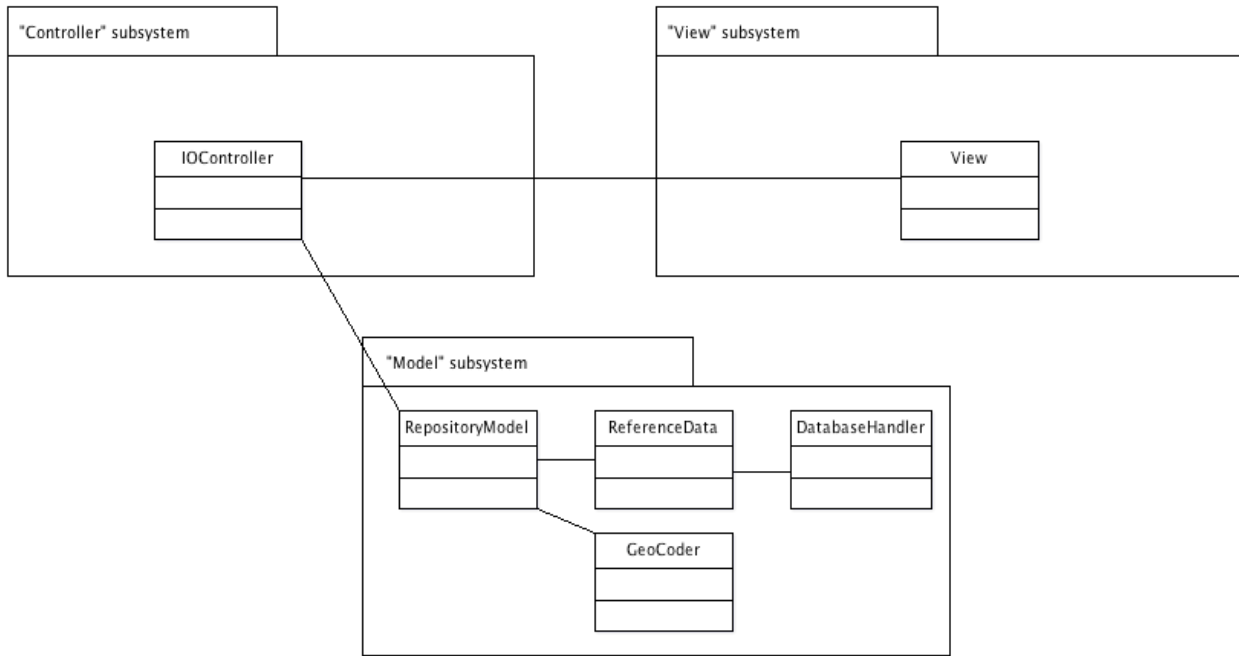 "Controller" subsystem
"View" subsystem
IOController
View
"Model" subsystem
RepositoryModel
ReferenceData
DatabaseHandler
GeoCoder